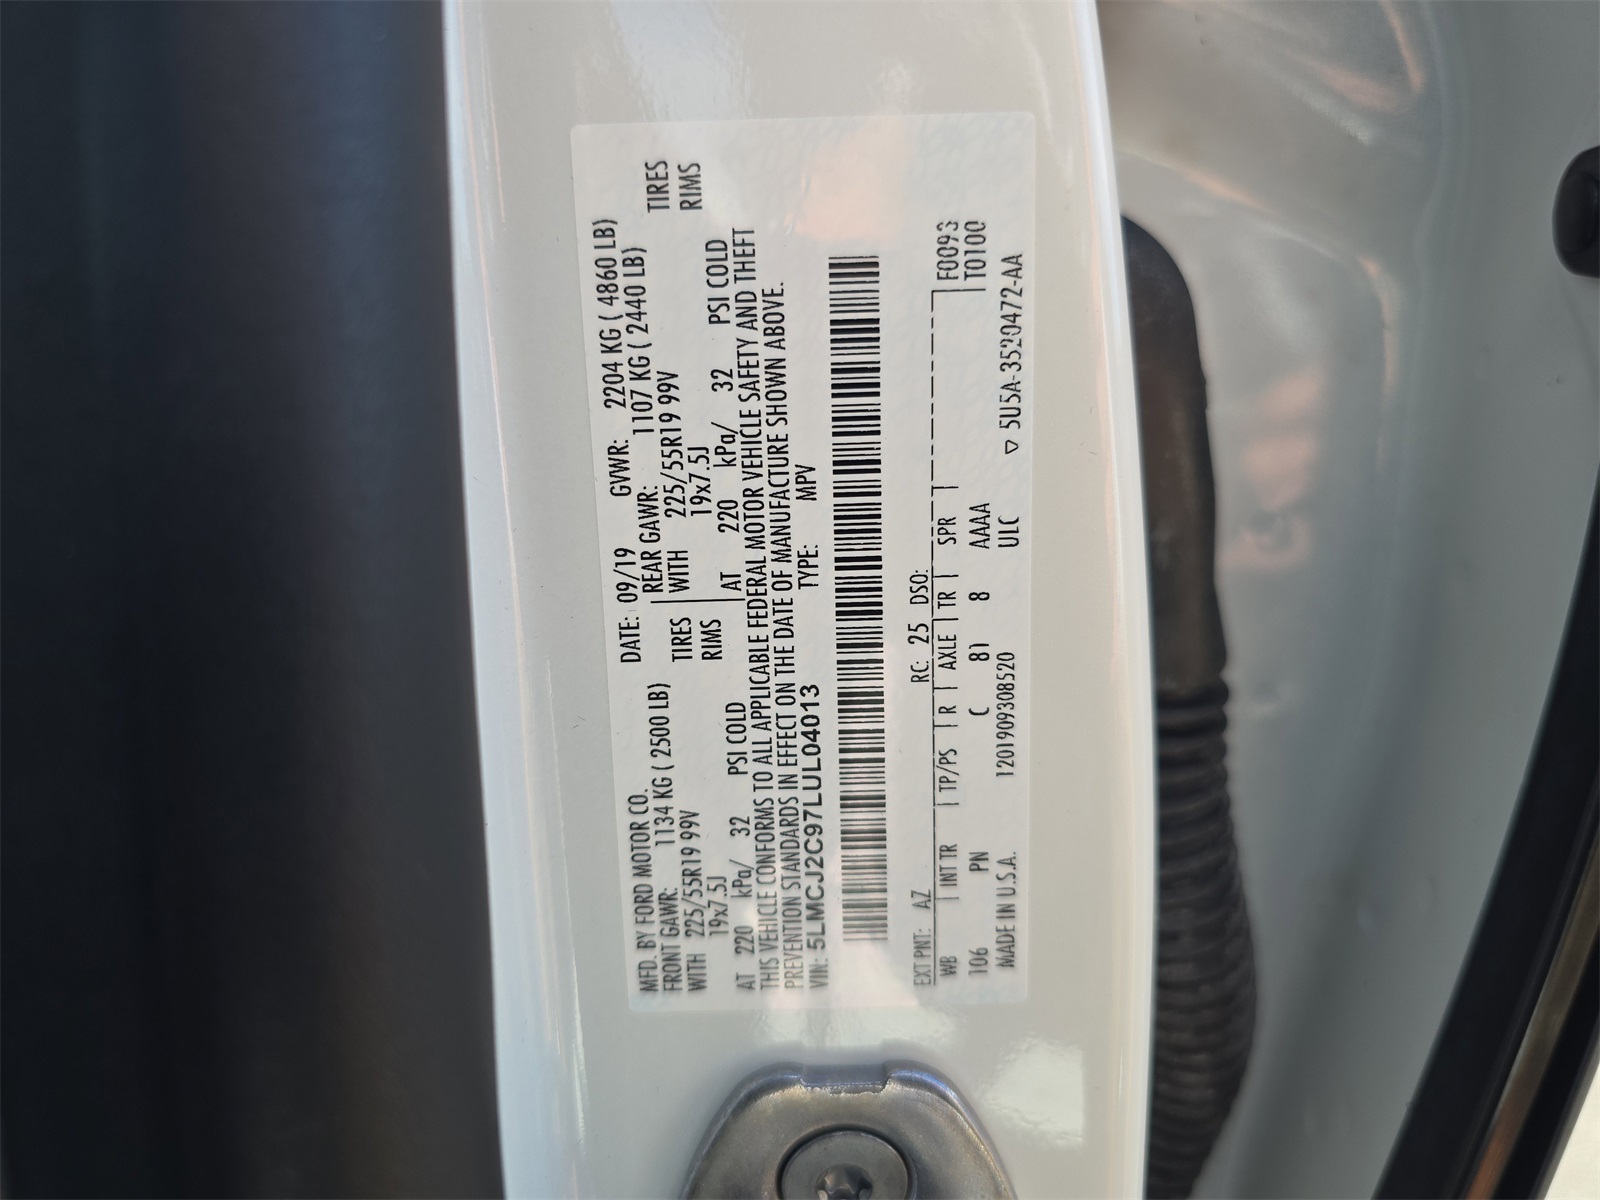 MFD. BY FORD MOTOR CO. DATE: 09/19 GVWR: 2204 KG ( 4860 LB)
FRONT GAWR: 1134 KG ( 2500 LB) REAR GAWR: 1107 KG ( 2440 LB)
WITH 225/55R19 99V TIRES WITH 225/55R19 99V TIRES
19x7.5J RIMS 19x7.5J RIMS
AT 220 kPa/ 32 PSI COLD AT 220 kPa/ 32 PSI COLD
THIS VEHICLE CONFORMS TO ALL APPLICABLE FEDERAL MOTOR VEHICLE SAFETY AND THEFT
PREVENTION STANDARDS IN EFFECT ON THE DATE OF MANUFACTURE SHOWN ABOVE.
VIN: 5LMCJ2C97LUL04013 TYPE: MPV
EXT PNT: AZ RC: 25 DSO:
WB INT TR TP/PS R AXLE TR SPR F0093
106 PN C 81 8 AAAA T0100
MADE IN U.S.A. 120190930852O ULC 5U5A-3520472-AA